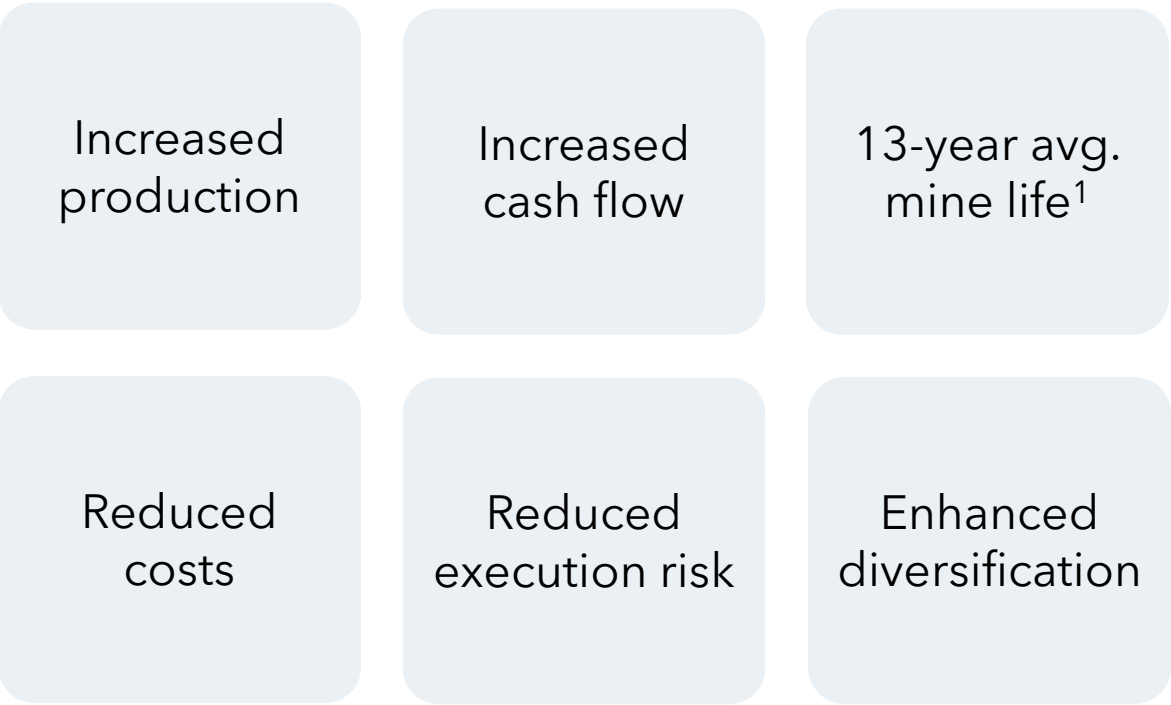 Increased
production
Increased
cash flow
13-year avg.
mine life¹
Reduced
costs
Reduced
execution risk
Enhanced
diversification